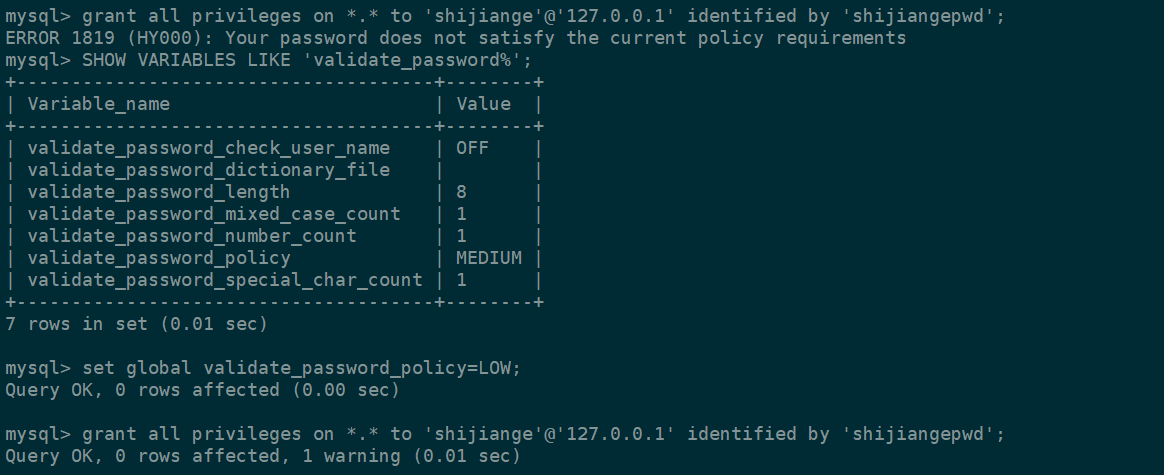 mysql> grant all privileges on *.* to 'shijiange'@'127.0.0.1' identified by 'shijiangepwd';
ERROR 1819 (HY000): Your password does not satisfy the current policy requirements
mysql> SHOW VARIABLES LIKE 'validate_password%';
+--------------------------------------+--------+
| Variable_name                        | Value  |
+--------------------------------------+--------+
| validate_password_check_user_name    | OFF    |
| validate_password_dictionary_file    |        |
| validate_password_length             | 8      |
| validate_password_mixed_case_count   | 1      |
| validate_password_number_count       | 1      |
| validate_password_policy             | MEDIUM |
| validate_password_special_char_count | 1      |
+--------------------------------------+--------+
7 rows in set (0.01 sec)

mysql> set global validate_password_policy=LOW;
Query OK, 0 rows affected (0.00 sec)

mysql> grant all privileges on *.* to 'shijiange'@'127.0.0.1' identified by 'shijiangepwd';
Query OK, 0 rows affected, 1 warning (0.01 sec)